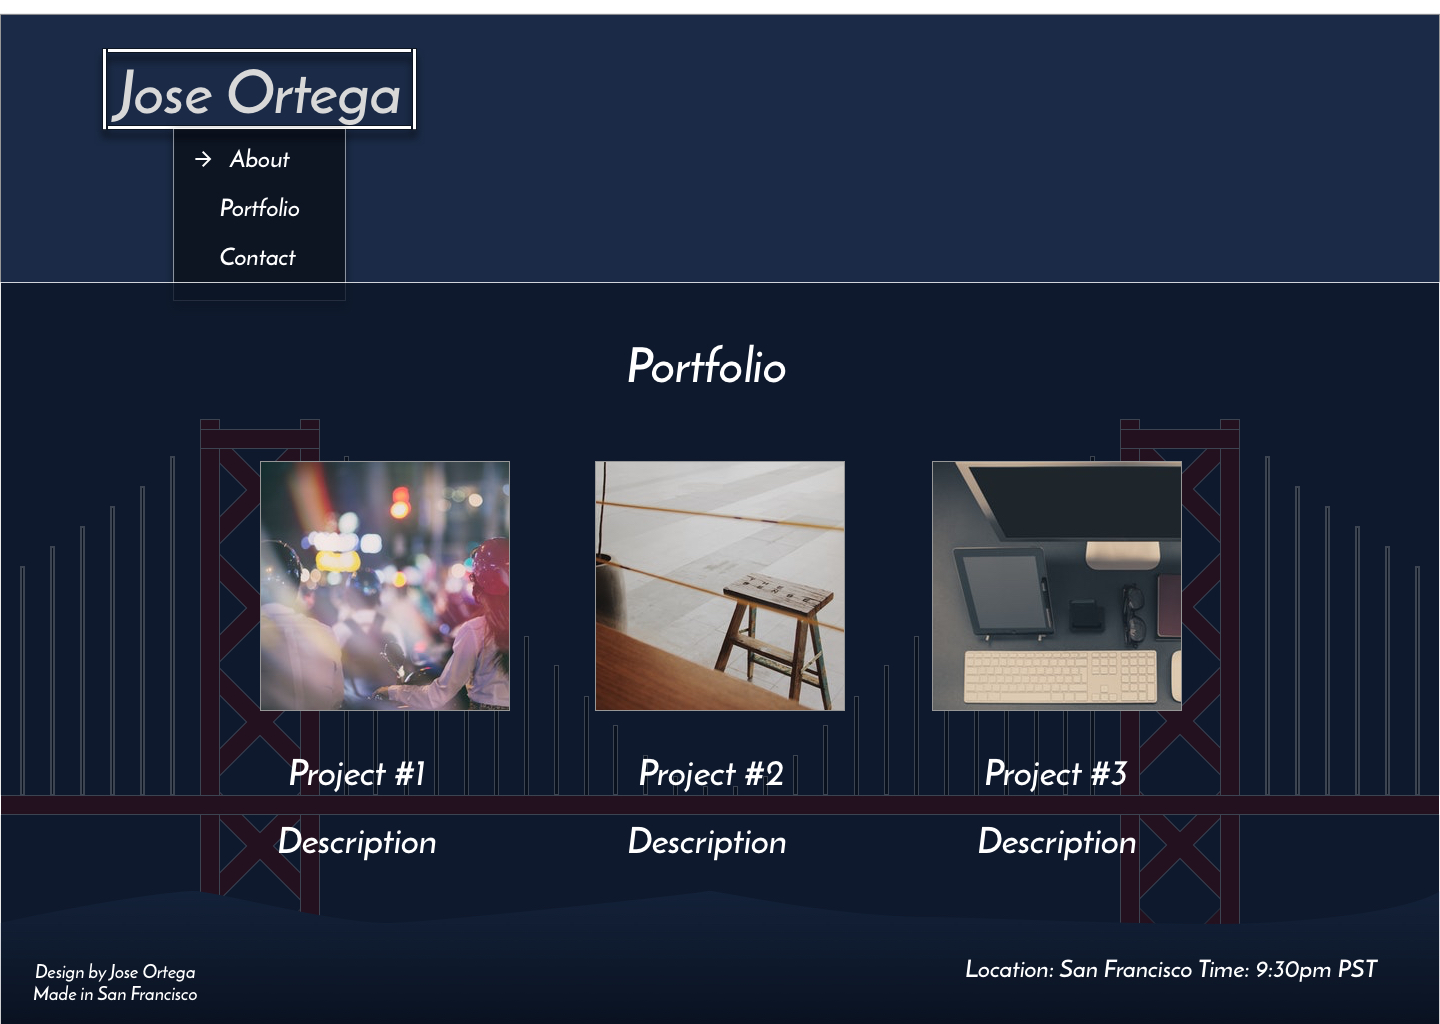 Jose Ortega
→ About
Portfolio
Contact
Portfolio
Project #1
Project #2
Project #3
Description
Description
Description
Design by Jose Ortega
Made in San Francisco
Location: San Francisco Time: 9:30pm PST